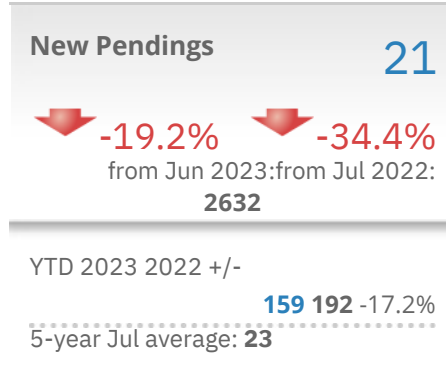 New Pendings
21
-19.2% -34.4%
from Jun 2023:from Jul 2022:
2632
YTD 2023 2022 +/-
159 192 -17.2%
5-year Jul average: 23